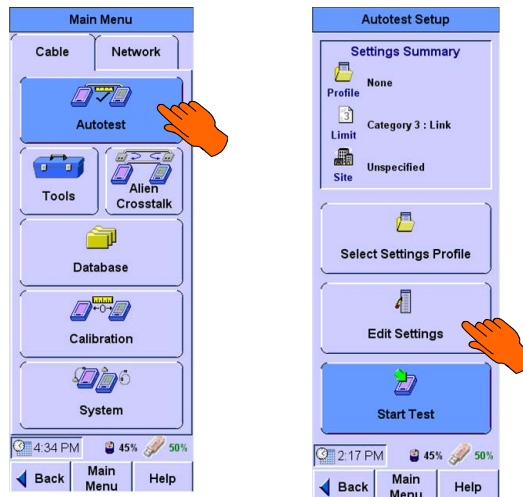 Main Menu
Cable
Network
Autotest
Tools
Alien
Crosstalk
Database
Calibration
System
4:34 PM
45%
50%
Back
Main
Menu
Help
Autotest Setup
Settings Summary
Profile
None
3
Limit
Category 3 : Link
Site
Unspecified
Select Settings Profile
Edit Settings
Start Test
2:17 PM
45%
50%
Back
Main
Menu
Help